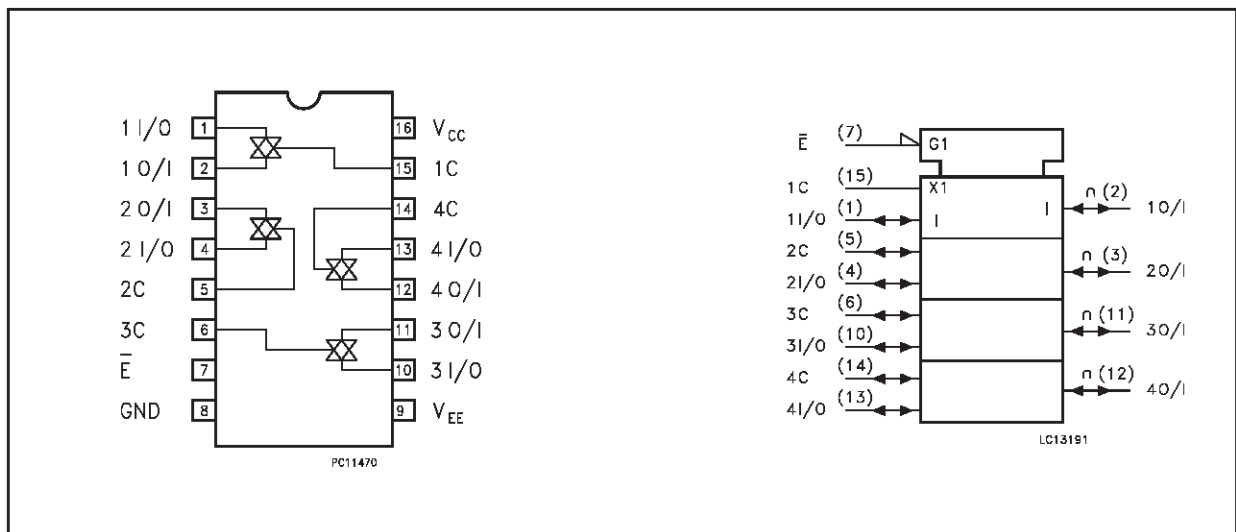 1 I/O 1 16 VCC
1 O/I 2 15 1C
2 O/I 3 14 4C
2 I/O 4 13 4 I/O
2C 5 12 4 O/I
3C 6 11 3 O/I
E̅ 7 10 3 I/O
GND 8 9 VEE
PC11470
E̅ (7) G1
1C (15) X1
1I/O (1) I I n (2) 1O/I
2C (5)
2I/O (4) n (3) 2O/I
3C (6)
3I/O (10) n (11) 3O/I
4C (14)
4I/O (13) n (12) 4O/I
LC13191